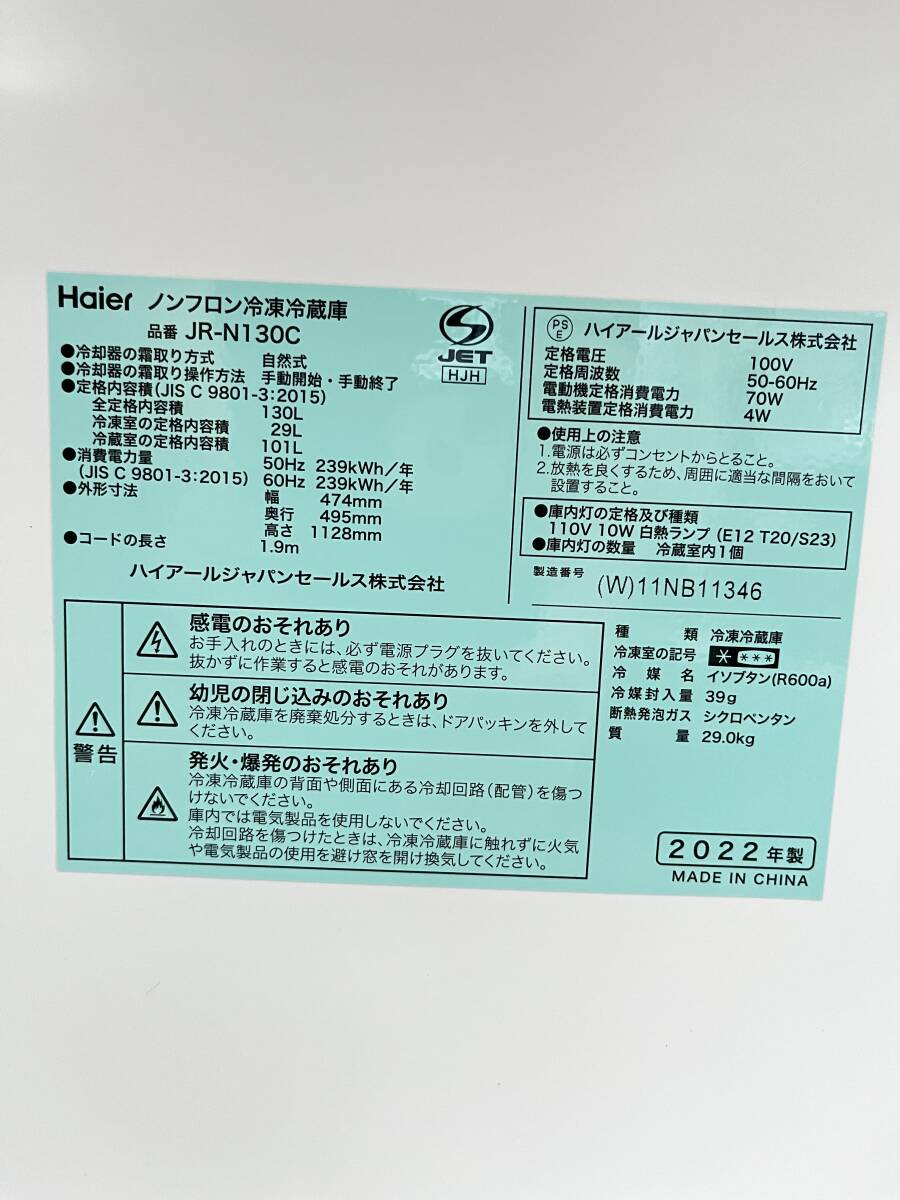 Haier ノンフロン冷凍冷蔵庫
品番 JR-N130C
●冷却器の霜取り方式 自然式
●冷却器の霜取り操作方法 手動開始・手動終了
●定格内容積(JIS C 9801-3:2015)
全定格内容積 130L
冷凍室の定格内容積 29L
冷蔵室の定格内容積 101L
●消費電力量 50Hz 239kWh/年
(JIS C 9801-3:2015) 60Hz 239kWh/年
●外形寸法 幅 474mm
奥行 495mm
高さ 1128mm
●コードの長さ 1.9m
ハイアールジャパンセールス株式会社
S
JET
HJH
PS
E
ハイアールジャパンセールス株式会社
定格電圧 100V
定格周波数 50-60Hz
電動機定格消費電力 70W
電熱装置定格消費電力 4W
●使用上の注意
1.電源は必ずコンセントからとること。
2.放熱を良くするため、周囲に適当な間隔をおいて
設置すること。
●庫内灯の定格及び種類
110V 10W 白熱ランプ (E12 T20/S23)
●庫内灯の数量 冷蔵室内1個
製造番号 (W)11NB11346
警告
感電のおそれあり
お手入れのときには、必ず電源プラグを抜いてください。
抜かずに作業すると感電のおそれがあります。
幼児の閉じ込みのおそれあり
冷凍冷蔵庫を廃棄処分するときは、ドアパッキンを外して
ください。
発火・爆発のおそれあり
冷凍冷蔵庫の背面や側面にある冷却回路(配管)を傷つ
けないでください。
庫内では電気製品を使用しないでください。
冷却回路を傷つけたときは、冷凍冷蔵庫に触れずに火気
や電気製品の使用を避け窓を開け換気してください。
種類 冷凍冷蔵庫
冷凍室の記号 * ***
冷媒名 イソブタン(R600a)
冷媒封入量 39g
断熱発泡ガス シクロペンタン
質量 29.0kg
2022年製
MADE IN CHINA